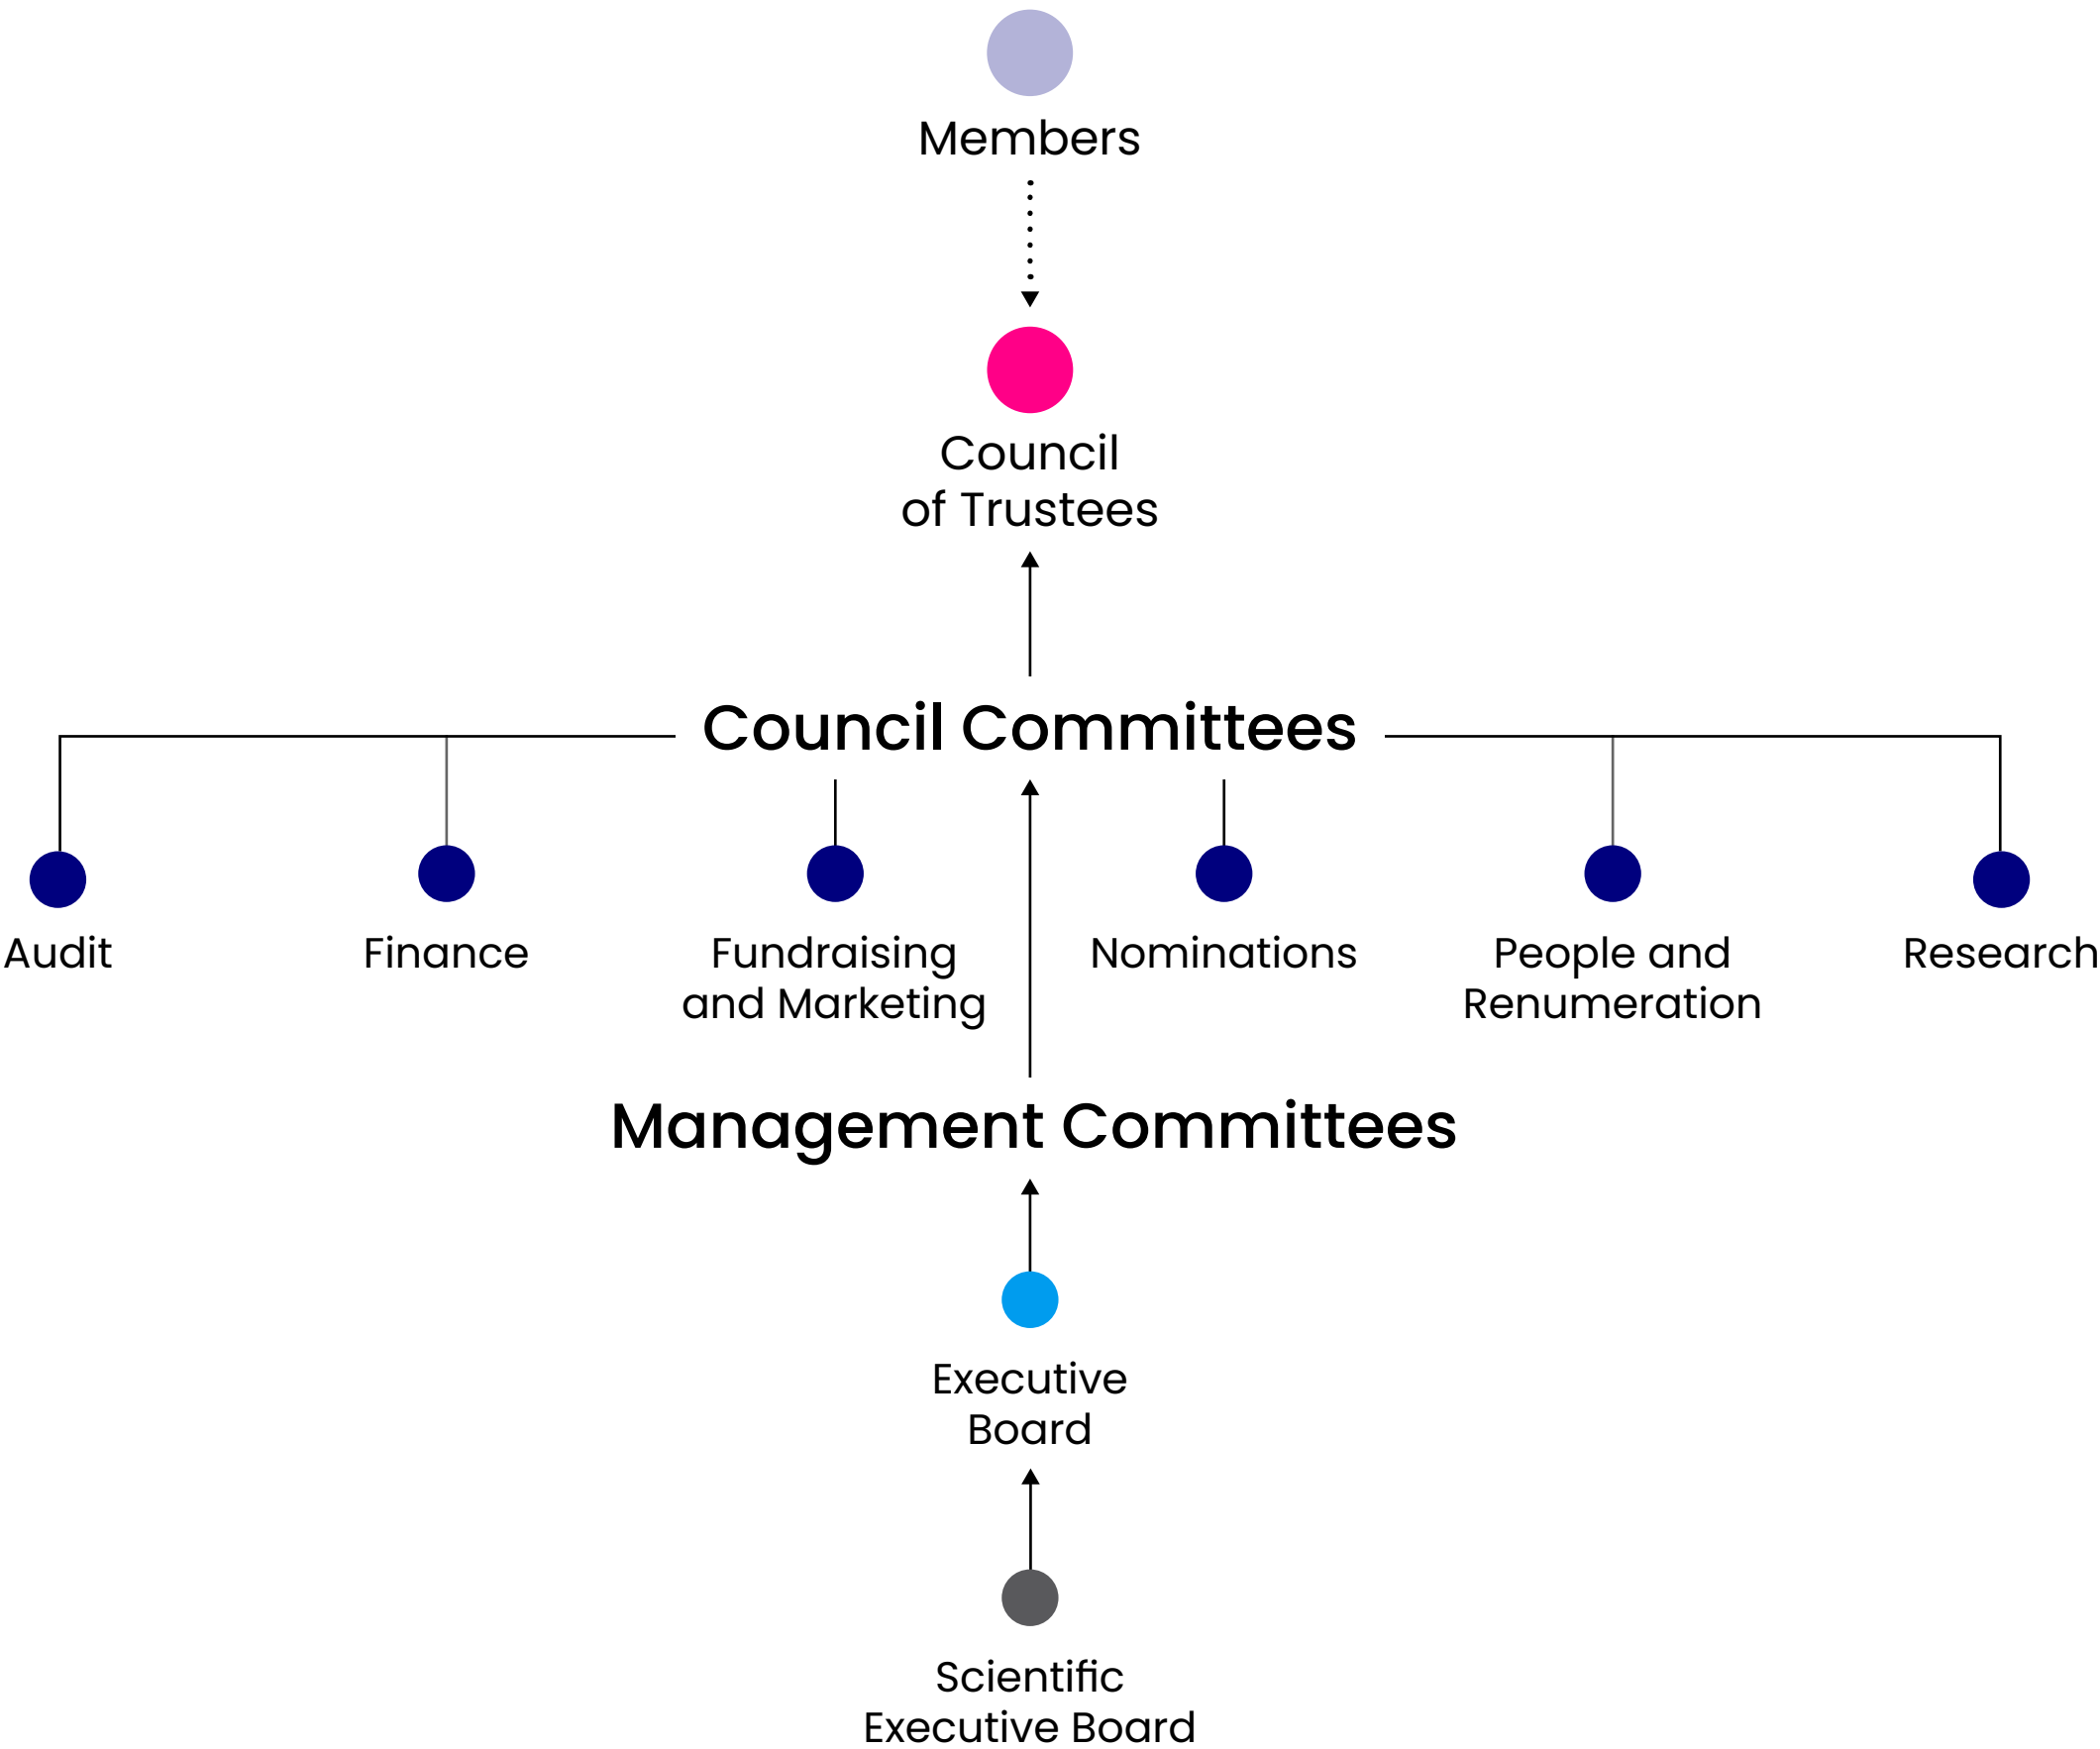 Members
Council
of Trustees
Council Committees
Audit
Finance
Fundraising
and Marketing
Nominations
People and
Renumeration
Research
Management Committees
Executive
Board
Scientific
Executive Board